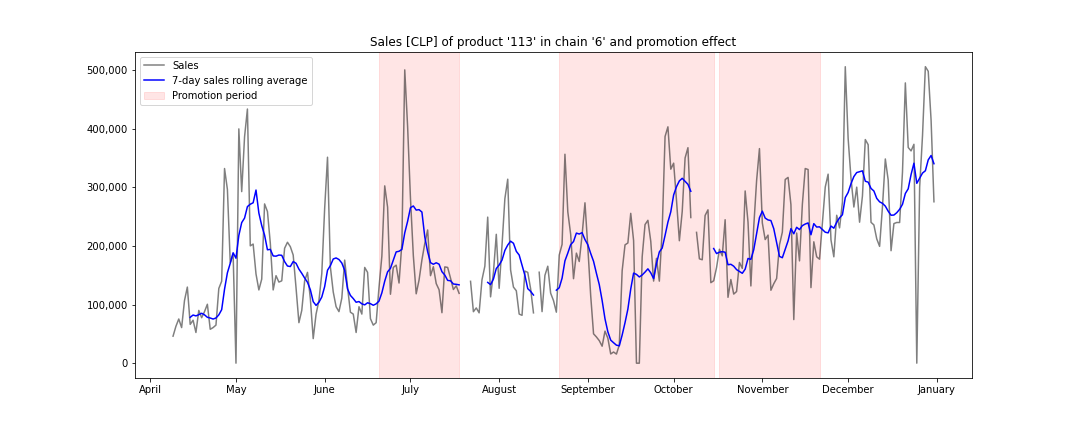 Sales [CLP] of product '113' in chain '6' and promotion effect
Sales
7-day sales rolling average
Promotion period
500,000
400,000
300,000
200,000
100,000
0
April May June July August September October November December January